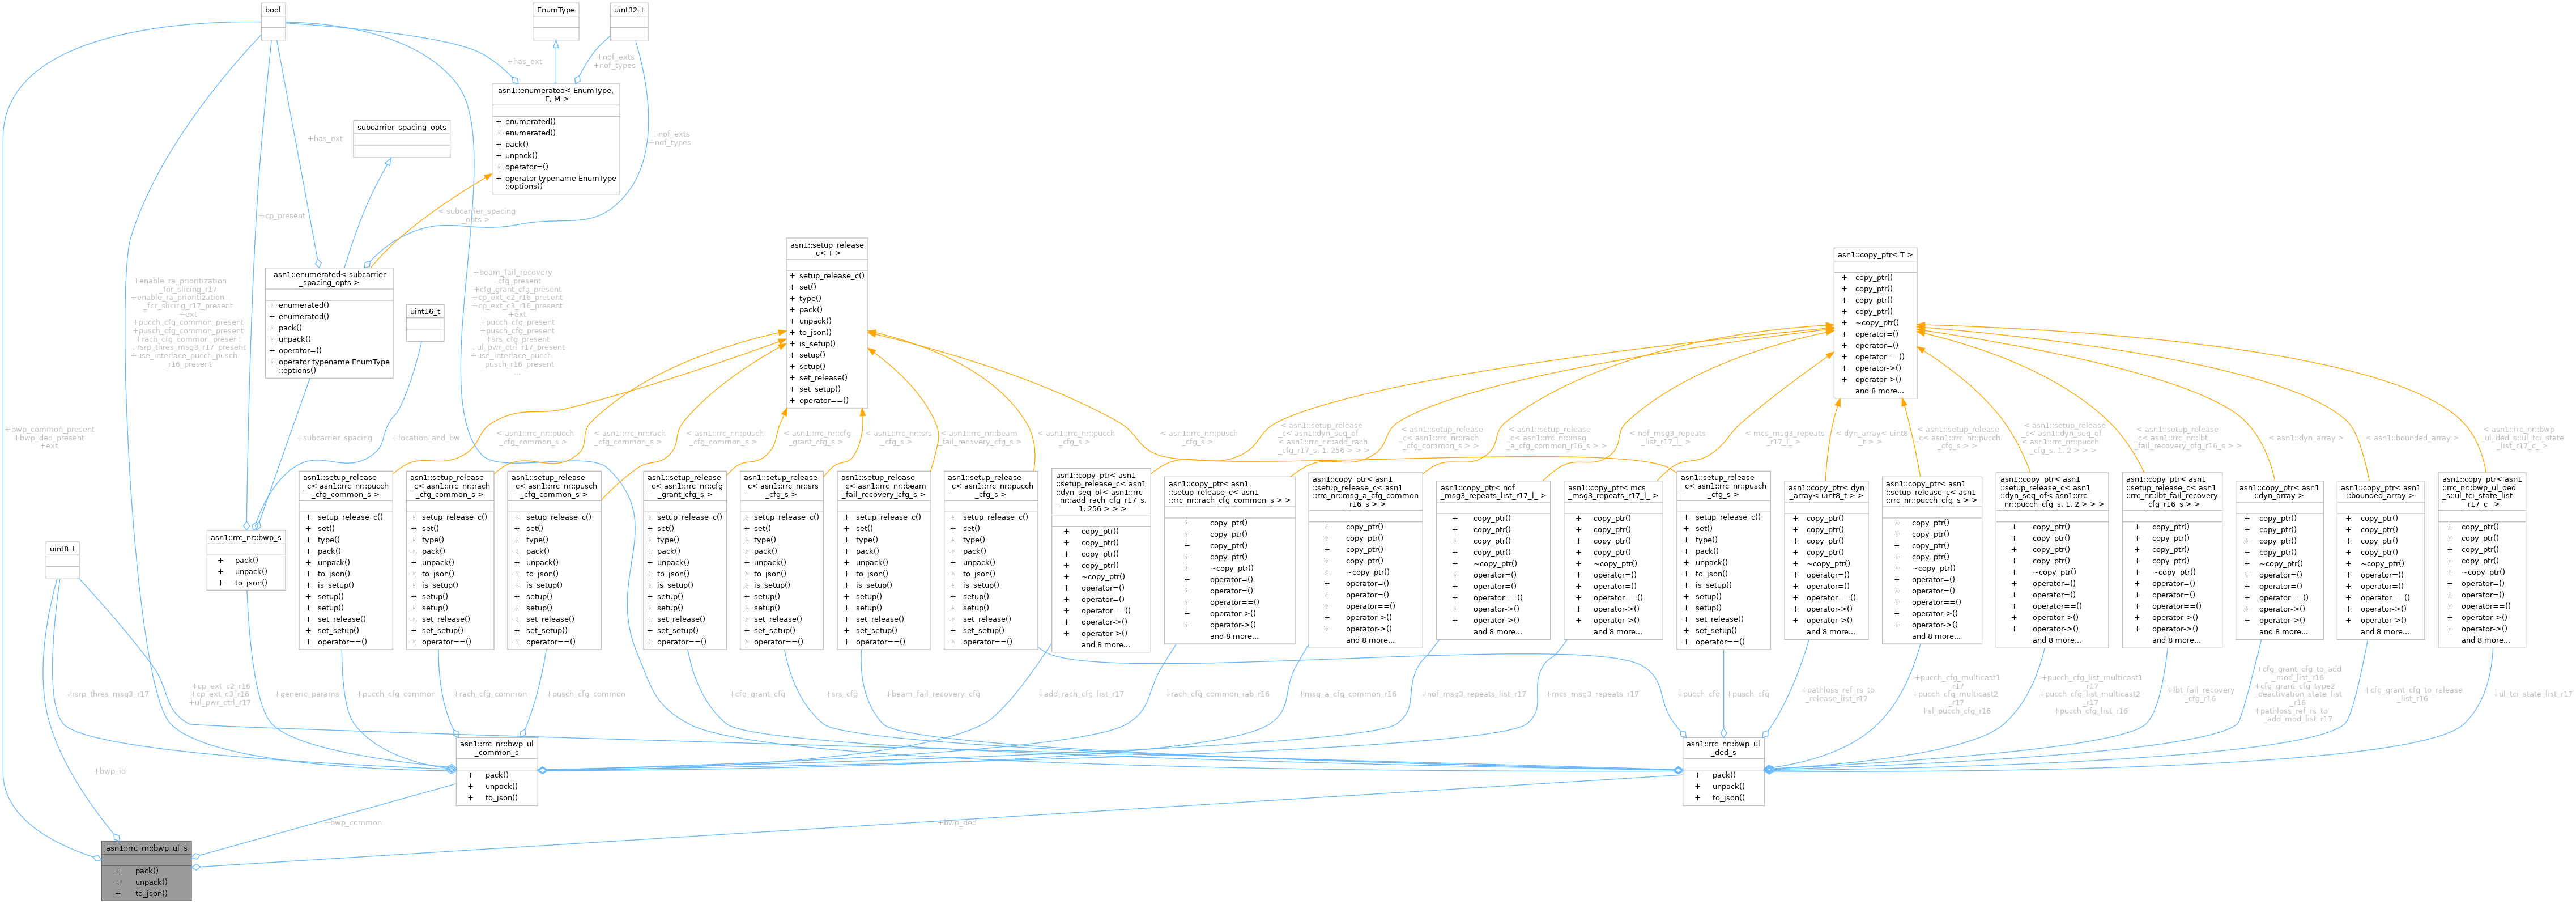 bool
EnumType
uint32_t
+has_ext
+nof_exts
+nof_types
asn1::enumerated< EnumType,
E, M >
+ enumerated()
+ enumerated()
+ pack()
+ unpack()
+ operator=()
+ operator typename EnumType
::options()
subcarrier_spacing_opts
+has_ext
+nof_exts
+nof_types
+cp_present
< subcarrier_spacing
_opts >
asn1::enumerated< subcarrier
_spacing_opts >
+ enumerated()
+ enumerated()
+ pack()
+ unpack()
+ operator=()
+ operator typename EnumType
::options()
uint16_t
+enable_ra_prioritization
_for_slicing_r17
+enable_ra_prioritization
_for_slicing_r17_present
+ext
+pucch_cfg_common_present
+pusch_cfg_common_present
+rach_cfg_common_present
+rsrp_thres_msg3_r17_present
+use_interlace_pucch_pusch
_r16_present
+beam_fail_recovery
_cfg_present
+cfg_grant_cfg_present
+cp_ext_c2_r16_present
+cp_ext_c3_r16_present
+ext
+pucch_cfg_present
+pusch_cfg_present
+srs_cfg_present
+ul_pwr_ctrl_r17_present
+use_interlace_pucch
_pusch_r16_present
...
asn1::setup_release
_c< T >
+ setup_release_c()
+ set()
+ type()
+ pack()
+ unpack()
+ to_json()
+ is_setup()
+ setup()
+ setup()
+ set_release()
+ set_setup()
+ operator==()
asn1::copy_ptr< T >
+ copy_ptr()
+ copy_ptr()
+ copy_ptr()
+ copy_ptr()
+ ~copy_ptr()
+ operator=()
+ operator=()
+ operator==()
+ operator->()
+ operator->()
and 8 more...
+bwp_common_present
+bwp_ded_present
+ext
+subcarrier_spacing
+location_and_bw
< asn1::rrc_nr::pucch
_cfg_common_s >
< asn1::rrc_nr::rach
_cfg_common_s >
< asn1::rrc_nr::pusch
_cfg_common_s >
< asn1::rrc_nr::cfg
_grant_cfg_s >
< asn1::rrc_nr::srs
_cfg_s >
< asn1::rrc_nr::beam
_fail_recovery_cfg_s >
< asn1::rrc_nr::pucch
_cfg_s >
< asn1::rrc_nr::pusch
_cfg_s >
< asn1::setup_release
_c< asn1::dyn_seq_of
< asn1::rrc_nr::add_rach
_cfg_r17_s, 1, 256 > > >
< asn1::setup_release
_c< asn1::rrc_nr::rach
_cfg_common_s > >
< asn1::setup_release
_c< asn1::rrc_nr::msg
_a_cfg_common_r16_s > >
< nof_msg3_repeats
_list_r17_l_ >
< mcs_msg3_repeats
_r17_l_ >
< dyn_array< uint8
_t > >
< asn1::setup_release
_c< asn1::rrc_nr::pucch
_cfg_s > >
< asn1::setup_release
_c< asn1::dyn_seq_of
< asn1::rrc_nr::pucch
_cfg_s, 1, 2 > > >
< asn1::setup_release
_c< asn1::rrc_nr::lbt
_fail_recovery_cfg_r16_s > >
< asn1::dyn_array >
< asn1::bounded_array >
< asn1::rrc_nr::bwp
_ul_ded_s::ul_tci_state
_list_r17_c_ >
uint8_t
asn1::rrc_nr::bwp_s
+ pack()
+ unpack()
+ to_json()
asn1::setup_release
_c< asn1::rrc_nr::pucch
_cfg_common_s >
+ setup_release_c()
+ set()
+ type()
+ pack()
+ unpack()
+ to_json()
+ is_setup()
+ setup()
+ setup()
+ set_release()
+ set_setup()
+ operator==()
asn1::setup_release
_c< asn1::rrc_nr::rach
_cfg_common_s >
+ setup_release_c()
+ set()
+ type()
+ pack()
+ unpack()
+ to_json()
+ is_setup()
+ setup()
+ setup()
+ set_release()
+ set_setup()
+ operator==()
asn1::setup_release
_c< asn1::rrc_nr::pusch
_cfg_common_s >
+ setup_release_c()
+ set()
+ type()
+ pack()
+ unpack()
+ to_json()
+ is_setup()
+ setup()
+ setup()
+ set_release()
+ set_setup()
+ operator==()
asn1::setup_release
_c< asn1::rrc_nr::cfg
_grant_cfg_s >
+ setup_release_c()
+ set()
+ type()
+ pack()
+ unpack()
+ to_json()
+ is_setup()
+ setup()
+ setup()
+ set_release()
+ set_setup()
+ operator==()
asn1::setup_release
_c< asn1::rrc_nr::srs
_cfg_s >
+ setup_release_c()
+ set()
+ type()
+ pack()
+ unpack()
+ to_json()
+ is_setup()
+ setup()
+ setup()
+ set_release()
+ set_setup()
+ operator==()
asn1::setup_release
_c< asn1::rrc_nr::beam
_fail_recovery_cfg_s >
+ setup_release_c()
+ set()
+ type()
+ pack()
+ unpack()
+ to_json()
+ is_setup()
+ setup()
+ setup()
+ set_release()
+ set_setup()
+ operator==()
asn1::setup_release
_c< asn1::rrc_nr::pucch
_cfg_s >
+ setup_release_c()
+ set()
+ type()
+ pack()
+ unpack()
+ to_json()
+ is_setup()
+ setup()
+ setup()
+ set_release()
+ set_setup()
+ operator==()
asn1::copy_ptr< asn1
::setup_release_c< asn1
::dyn_seq_of< asn1::rrc
_nr::add_rach_cfg_r17_s,
1, 256 > > >
+ copy_ptr()
+ copy_ptr()
+ copy_ptr()
+ copy_ptr()
+ ~copy_ptr()
+ operator=()
+ operator=()
+ operator==()
+ operator->()
+ operator->()
and 8 more...
asn1::copy_ptr< asn1
::setup_release_c< asn1
::rrc_nr::rach_cfg_common_s > >
+ copy_ptr()
+ copy_ptr()
+ copy_ptr()
+ copy_ptr()
+ ~copy_ptr()
+ operator=()
+ operator=()
+ operator==()
+ operator->()
+ operator->()
and 8 more...
asn1::copy_ptr< asn1
::setup_release_c< asn1
::rrc_nr::msg_a_cfg_common
_r16_s > >
+ copy_ptr()
+ copy_ptr()
+ copy_ptr()
+ copy_ptr()
+ ~copy_ptr()
+ operator=()
+ operator=()
+ operator==()
+ operator->()
+ operator->()
and 8 more...
asn1::copy_ptr< nof
_msg3_repeats_list_r17_l_ >
+ copy_ptr()
+ copy_ptr()
+ copy_ptr()
+ copy_ptr()
+ ~copy_ptr()
+ operator=()
+ operator=()
+ operator==()
+ operator->()
+ operator->()
and 8 more...
asn1::copy_ptr< mcs
_msg3_repeats_r17_l_ >
+ copy_ptr()
+ copy_ptr()
+ copy_ptr()
+ copy_ptr()
+ ~copy_ptr()
+ operator=()
+ operator=()
+ operator==()
+ operator->()
+ operator->()
and 8 more...
asn1::setup_release
_c< asn1::rrc_nr::pusch
_cfg_s >
+ setup_release_c()
+ set()
+ type()
+ pack()
+ unpack()
+ to_json()
+ is_setup()
+ setup()
+ setup()
+ set_release()
+ set_setup()
+ operator==()
asn1::copy_ptr< dyn
_array< uint8_t > >
+ copy_ptr()
+ copy_ptr()
+ copy_ptr()
+ copy_ptr()
+ ~copy_ptr()
+ operator=()
+ operator=()
+ operator==()
+ operator->()
+ operator->()
and 8 more...
asn1::copy_ptr< asn1
::setup_release_c< asn1
::rrc_nr::pucch_cfg_s > >
+ copy_ptr()
+ copy_ptr()
+ copy_ptr()
+ copy_ptr()
+ ~copy_ptr()
+ operator=()
+ operator=()
+ operator==()
+ operator->()
+ operator->()
and 8 more...
asn1::copy_ptr< asn1
::setup_release_c< asn1
::dyn_seq_of< asn1::rrc
_nr::pucch_cfg_s, 1, 2 > > >
+ copy_ptr()
+ copy_ptr()
+ copy_ptr()
+ copy_ptr()
+ ~copy_ptr()
+ operator=()
+ operator=()
+ operator==()
+ operator->()
+ operator->()
and 8 more...
asn1::copy_ptr< asn1
::setup_release_c< asn1
::rrc_nr::lbt_fail_recovery
_cfg_r16_s > >
+ copy_ptr()
+ copy_ptr()
+ copy_ptr()
+ copy_ptr()
+ ~copy_ptr()
+ operator=()
+ operator=()
+ operator==()
+ operator->()
+ operator->()
and 8 more...
asn1::copy_ptr< asn1
::dyn_array >
+ copy_ptr()
+ copy_ptr()
+ copy_ptr()
+ copy_ptr()
+ ~copy_ptr()
+ operator=()
+ operator=()
+ operator==()
+ operator->()
+ operator->()
and 8 more...
asn1::copy_ptr< asn1
::bounded_array >
+ copy_ptr()
+ copy_ptr()
+ copy_ptr()
+ copy_ptr()
+ ~copy_ptr()
+ operator=()
+ operator=()
+ operator==()
+ operator->()
+ operator->()
and 8 more...
asn1::copy_ptr< asn1
::rrc_nr::bwp_ul_ded
_s::ul_tci_state_list
_r17_c_ >
+ copy_ptr()
+ copy_ptr()
+ copy_ptr()
+ copy_ptr()
+ ~copy_ptr()
+ operator=()
+ operator=()
+ operator==()
+ operator->()
+ operator->()
and 8 more...
+rsrp_thres_msg3_r17
+cp_ext_c2_r16
+cp_ext_c3_r16
+ul_pwr_ctrl_r17
+generic_params
+pucch_cfg_common
+rach_cfg_common
+pusch_cfg_common
+cfg_grant_cfg
+srs_cfg
+beam_fail_recovery_cfg
+add_rach_cfg_list_r17
+rach_cfg_common_iab_r16
+msg_a_cfg_common_r16
+nof_msg3_repeats_list_r17
+mcs_msg3_repeats_r17
+pucch_cfg
+pusch_cfg
+pathloss_ref_rs_to
_release_list_r17
+pucch_cfg_multicast1
_r17
+pucch_cfg_multicast2
_r17
+sl_pucch_cfg_r16
+pucch_cfg_list_multicast1
_r17
+pucch_cfg_list_multicast2
_r17
+pucch_cfg_list_r16
+lbt_fail_recovery
_cfg_r16
+cfg_grant_cfg_to_add
_mod_list_r16
+cfg_grant_cfg_type2
_deactivation_state_list
_r16
+pathloss_ref_rs_to
_add_mod_list_r17
+cfg_grant_cfg_to_release
_list_r16
+ul_tci_state_list_r17
+bwp_id
asn1::rrc_nr::bwp_ul
_common_s
+ pack()
+ unpack()
+ to_json()
asn1::rrc_nr::bwp_ul
_ded_s
+ pack()
+ unpack()
+ to_json()
+bwp_common
+bwp_ded
asn1::rrc_nr::bwp_ul_s
+ pack()
+ unpack()
+ to_json()